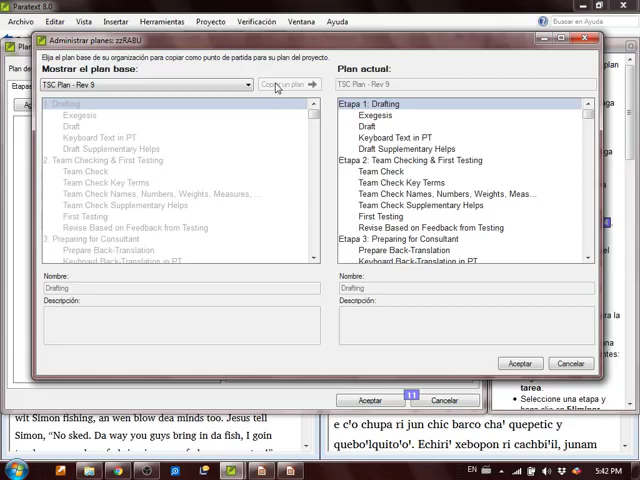 Paratext 8.0
Archivo Editar Vista Insertar Herramientas Proyecto Verificación Ventana Ayuda
Buscar en Ayuda
Administrar planes: zzRABU
Elija el plan base de su organización para copiar como punto de partida para su plan del proyecto.
Mostrar el plan base:
Plan actual:
TSC Plan - Rev 9
un plan
TSC Plan - Rev 9
1. Drafting
Exegesis
Draft
Keyboard Text in PT
Draft Supplementary Helps
2. Team Checking & First Testing
Team Check
Team Check Key Terms
Team Check Names, Numbers, Weights, Measures, ...
Team Check Supplementary Helps
First Testing
Revise Based on Feedback from Testing
3. Preparing for Consultant
Prepare Back-Translation
Keyboard Back-Translation in PT
Etapa 1: Drafting
Exegesis
Draft
Keyboard Text in PT
Draft Supplementary Helps
Etapa 2: Team Checking & First Testing
Team Check
Team Check Key Terms
Team Check Names, Numbers, Weights, Meas...
Team Check Supplementary Helps
First Testing
Revise Based on Feedback from Testing
Etapa 3: Preparing for Consultant
Prepare Back-Translation
Keyboard Back-Translation in PT
Nombre:
Drafting
Descripción:
Nombre:
Drafting
Descripción:
Aceptar Cancelar
Plan de
Etapas
Aceptar 11 Cancelar
tarea.
Seleccione una etapa y
haga clic en Eliminar
wit Simon fishing, an wen blow dea minds too. Jesus tell
Simon, “No sked. Da way you guys bring in da fish, I goin
e c'o chupa ri jun chic barco cha' quepetic y
quebo'lquito'o'. Echiri' xebopon ri cachbi'il, junam
EN
5:42 PM